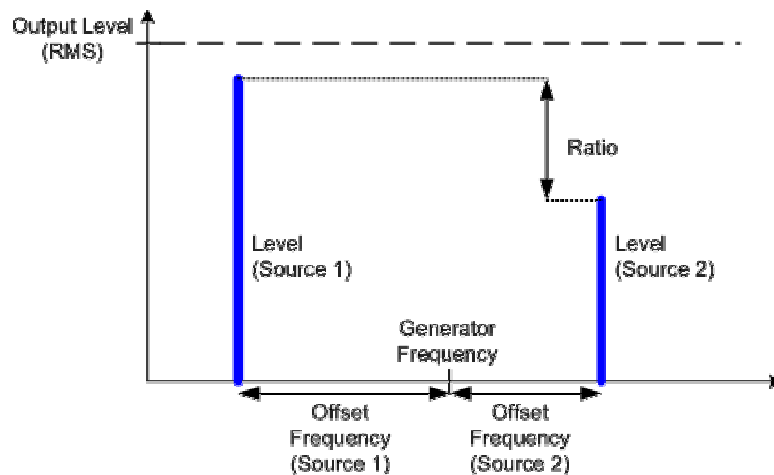 Output Level
(RMS)
Ratio
Level
(Source 1)
Level
(Source 2)
Generator
Frequency
Offset
Frequency
(Source 1)
Offset
Frequency
(Source 2)